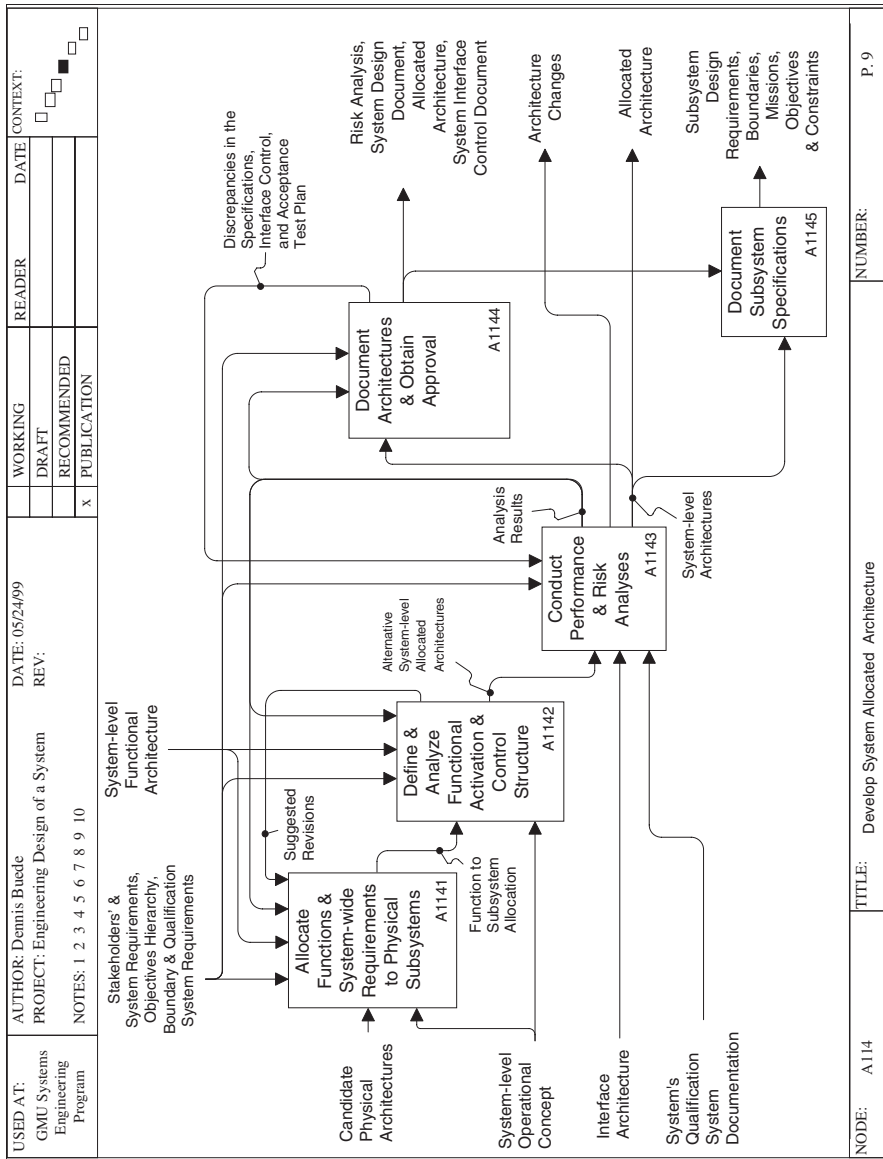 USED AT:
GMU Systems
Engineering
Program
AUTHOR: Dennis Buede
PROJECT: Engineering Design of a System
NOTES: 1 2 3 4 5 6 7 8 9 10
DATE: 05/24/99
REV:
WORKING
DRAFT
RECOMMENDED
x PUBLICATION
READER
DATE
CONTEXT:
Stakeholders' &
System Requirements,
Objectives Hierarchy,
Boundary & Qualification
System Requirements
System-level
Functional
Architecture
Discrepancies in the
Specifications,
Interface Control,
and Acceptance
Test Plan
Candidate
Physical
Architectures
Allocate
Functions &
System-wide
Requirements
to Physical
Subsystems
A1141
Suggested
Revisions
Function to
Subsystem
Allocation
System-level
Operational
Concept
Define &
Analyze
Functional
Activation &
Control
Structure
A1142
Alternative
System-level
Allocated
Architectures
Interface
Architecture
System's
Qualification
System
Documentation
Conduct
Performance
& Risk
Analyses
A1143
Analysis
Results
System-level
Architectures
Document
Architectures
& Obtain
Approval
A1144
Document
Subsystem
Specifications
A1145
Risk Analysis,
System Design
Document,
Allocated
Architecture,
System Interface
Control Document
Architecture
Changes
Allocated
Architecture
Subsystem
Design
Requirements,
Boundaries,
Missions,
Objectives
& Constraints
NODE: A114
TITLE: Develop System Allocated Architecture
NUMBER:
P. 9